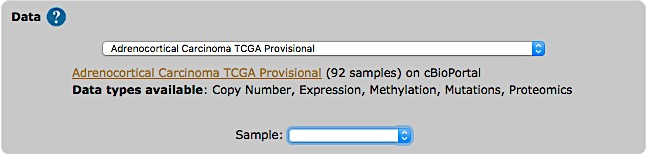 Data ?
Adrenocortical Carcinoma TCGA Provisional
Adrenocortical Carcinoma TCGA Provisional (92 samples) on cBioPortal
Data types available: Copy Number, Expression, Methylation, Mutations, Proteomics
Sample: